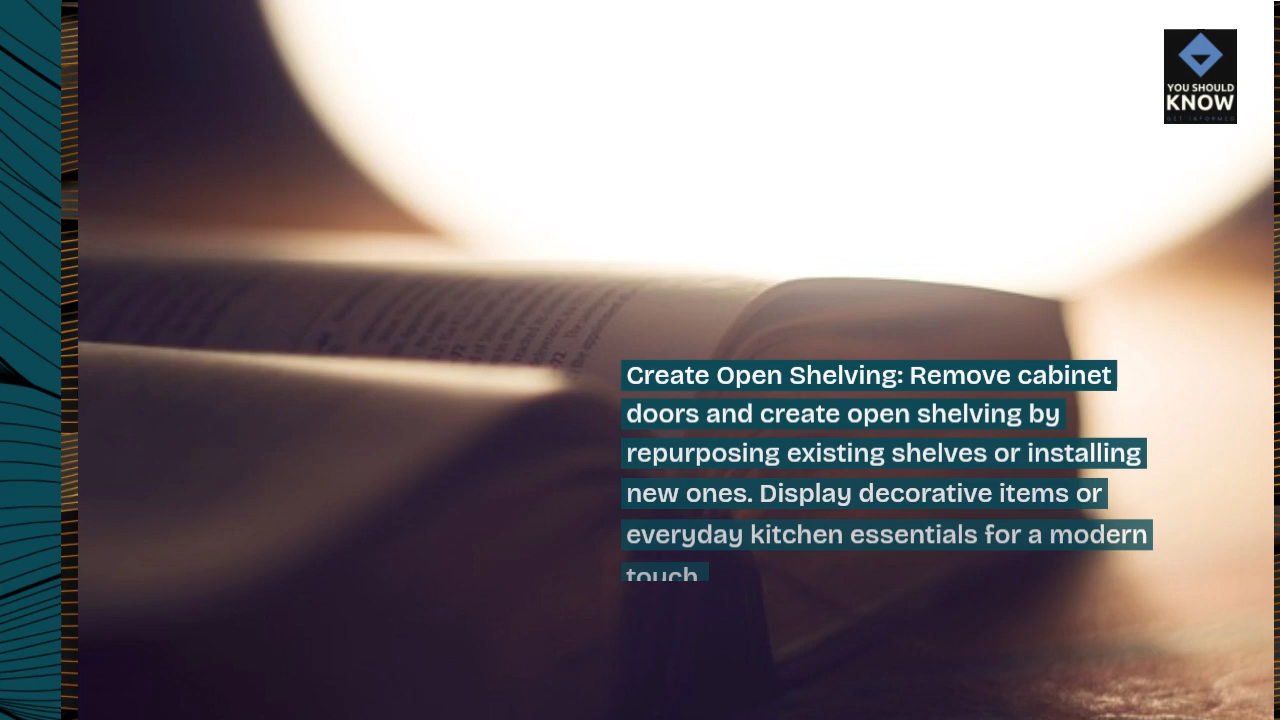 YOU SHOULD
KNOW
GET INFORMED
Create Open Shelving: Remove cabinet
doors and create open shelving by
repurposing existing shelves or installing
new ones. Display decorative items or
everyday kitchen essentials for a modern
touch.